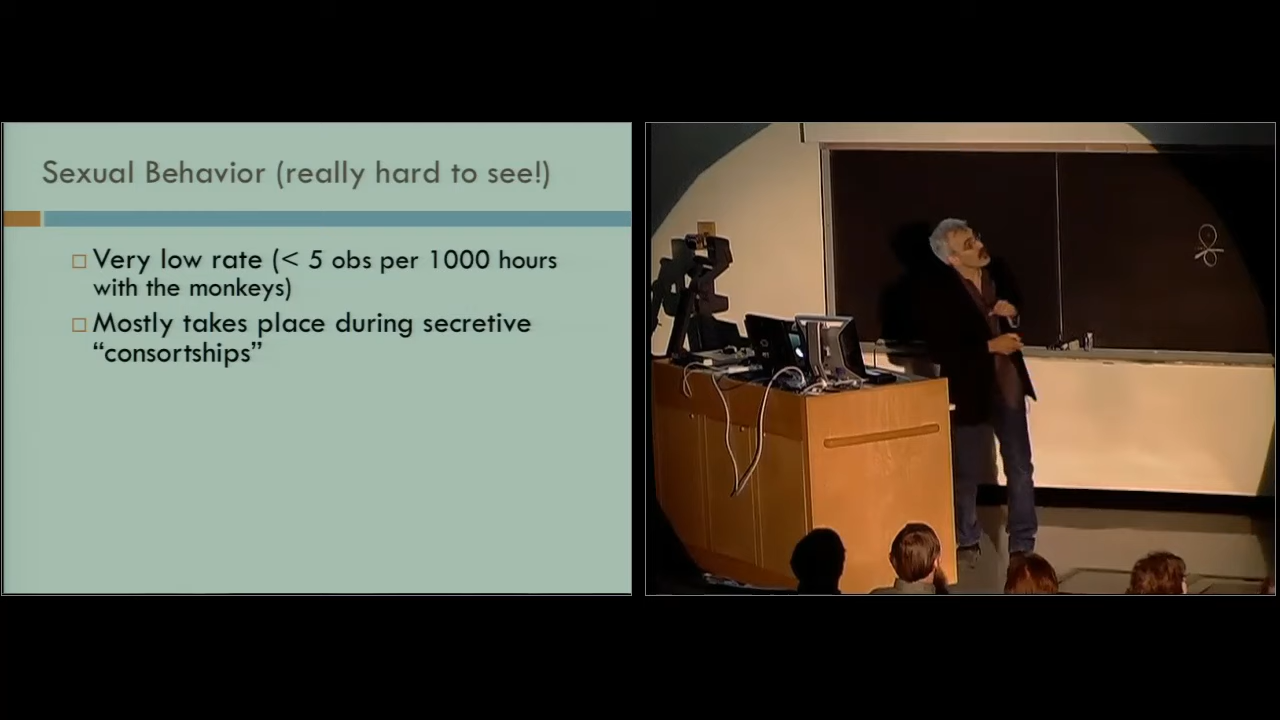 Sexual Behavior (really hard to see!)
Very low rate (< 5 obs per 1000 hours
with the monkeys)
Mostly takes place during secretive
“consortships”